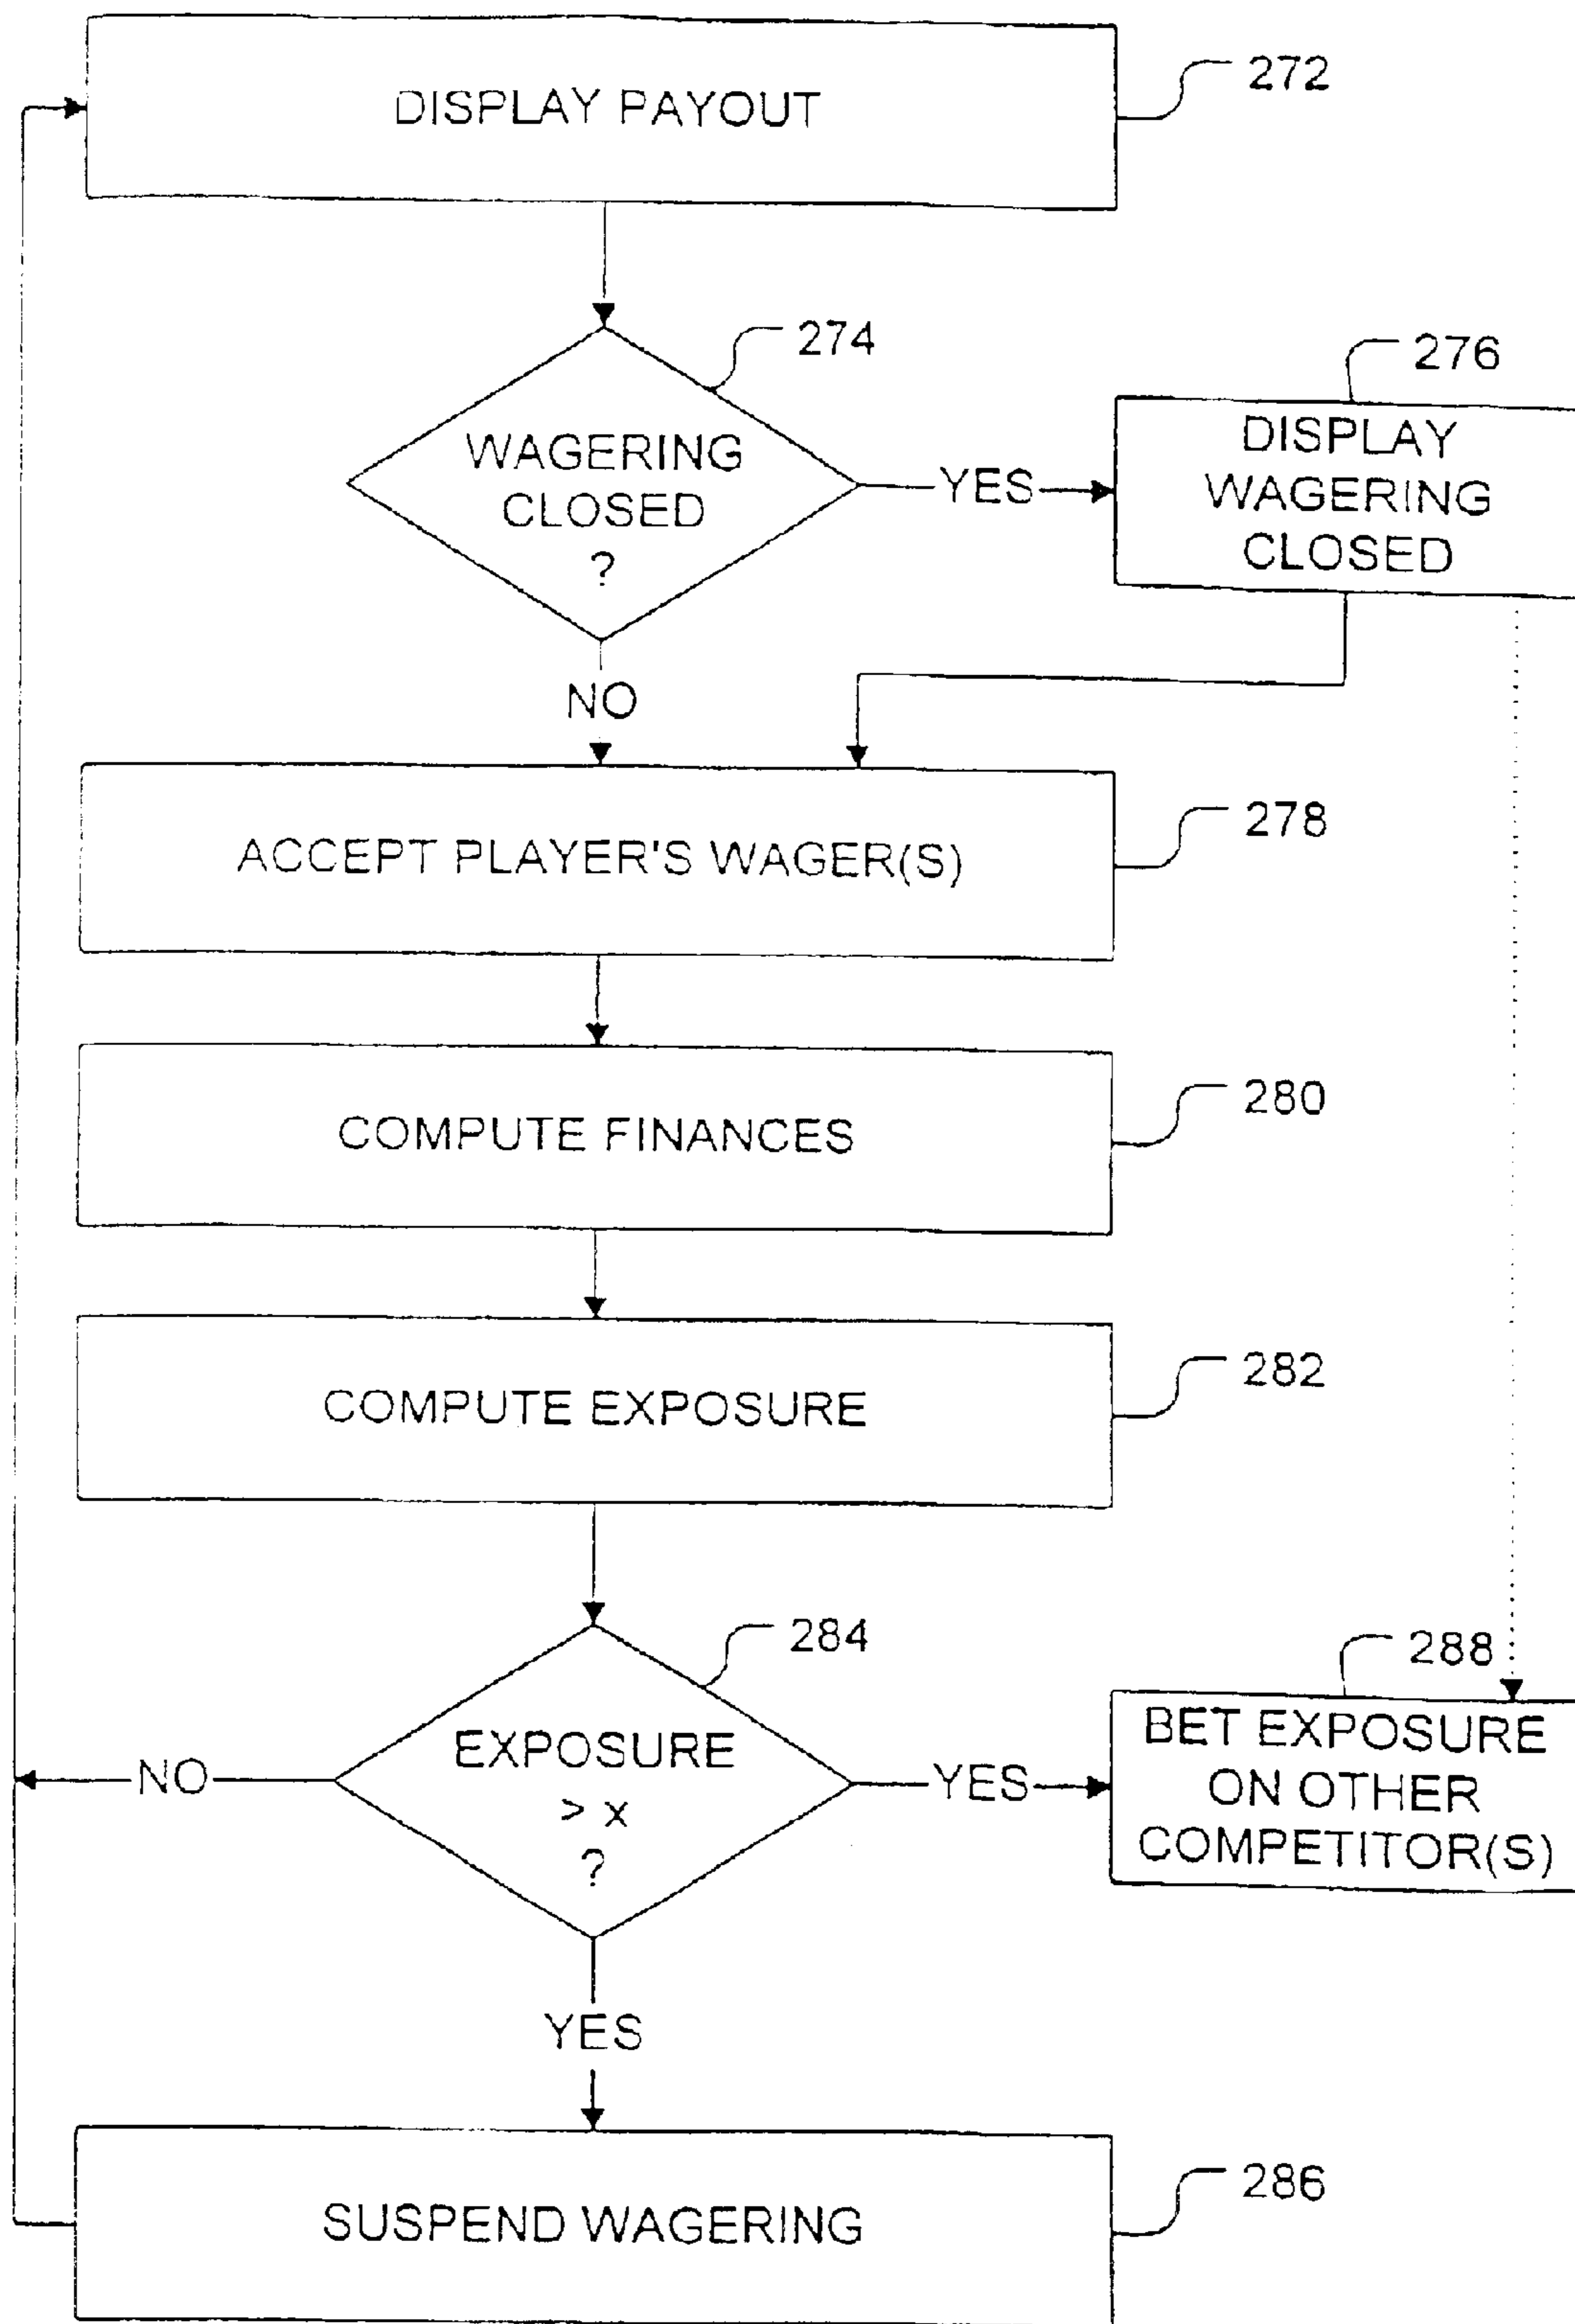 DISPLAY PAYOUT
272
WAGERING
CLOSED
?
274
YES
DISPLAY
WAGERING
CLOSED
276
NO
ACCEPT PLAYER'S WAGER(S)
278
COMPUTE FINANCES
280
COMPUTE EXPOSURE
282
EXPOSURE
> x
?
284
NO
YES
BET EXPOSURE
ON OTHER
COMPETITOR(S)
288
YES
SUSPEND WAGERING
286